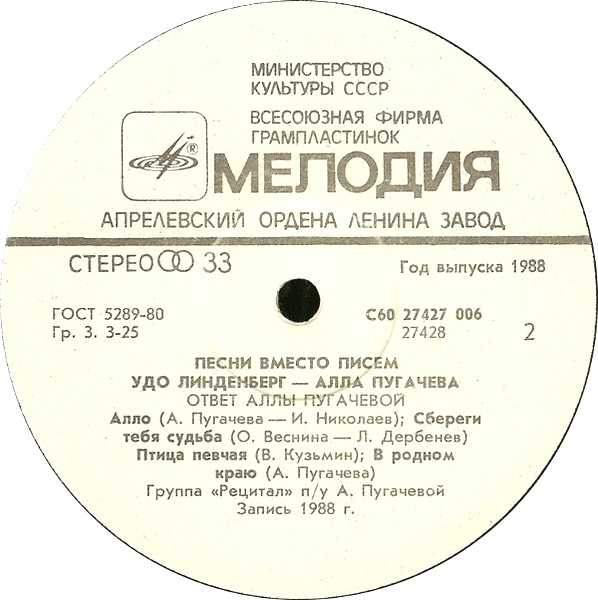 МИНИСТЕРСТВО
КУЛЬТУРЫ СССР
ВСЕСОЮЗНАЯ ФИРМА
ГРАМПЛАСТИНОК
®
МЕЛОДИЯ
АПРЕЛЕВСКИЙ ОРДЕНА ЛЕНИНА ЗАВОД
СТЕРЕО 33
Год выпуска 1988
ГОСТ 5289-80
С60 27427 006
Гр. 3. 3-25
27428
2
ПЕСНИ ВМЕСТО ПИСЕМ
УДО ЛИНДЕНБЕРГ — АЛЛА ПУГАЧЕВА
ОТВЕТ АЛЛЫ ПУГАЧЕВОЙ
Алло (А. Пугачева — И. Николаев); Сбереги
тебя судьба (О. Веснина — Л. Дербенев)
Птица певчая (В. Кузьмин); В родном
краю (А. Пугачева)
Группа «Рецитал» п/у А. Пугачевой
Запись 1988 г.